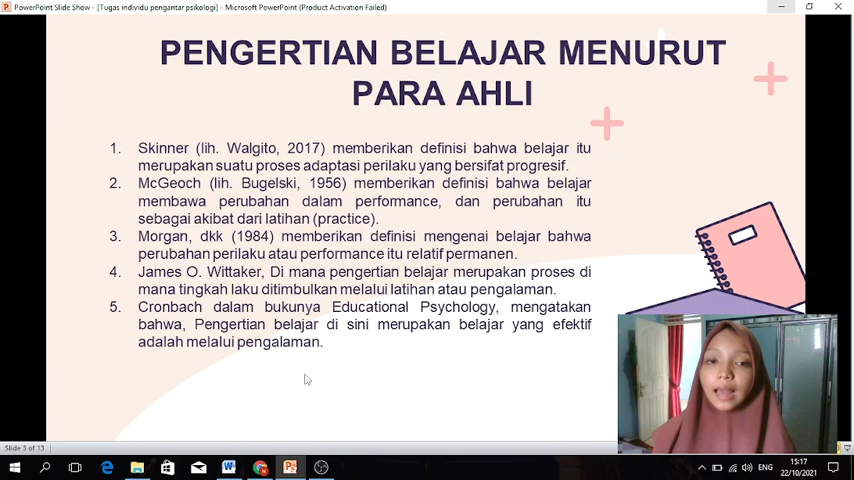 PowerPoint Slide Show - [Tugas individu pengantar psikologi] - Microsoft PowerPoint (Product Activation Failed)
PENGERTIAN BELAJAR MENURUT
PARA AHLI
1. Skinner (lih. Walgito, 2017) memberikan definisi bahwa belajar itu
merupakan suatu proses adaptasi perilaku yang bersifat progresif.
2. McGeoch (lih. Bugelski, 1956) memberikan definisi bahwa belajar
membawa perubahan dalam performance, dan perubahan itu
sebagai akibat dari latihan (practice).
3. Morgan, dkk (1984) memberikan definisi mengenai belajar bahwa
perubahan perilaku atau performance itu relatif permanen.
4. James O. Wittaker, Di mana pengertian belajar merupakan proses di
mana tingkah laku ditimbulkan melalui latihan atau pengalaman.
5. Cronbach dalam bukunya Educational Psychology, mengatakan
bahwa, Pengertian belajar di sini merupakan belajar yang efektif
adalah melalui pengalaman.
Slide 3 of 13
ENG
15:17
22/10/2021